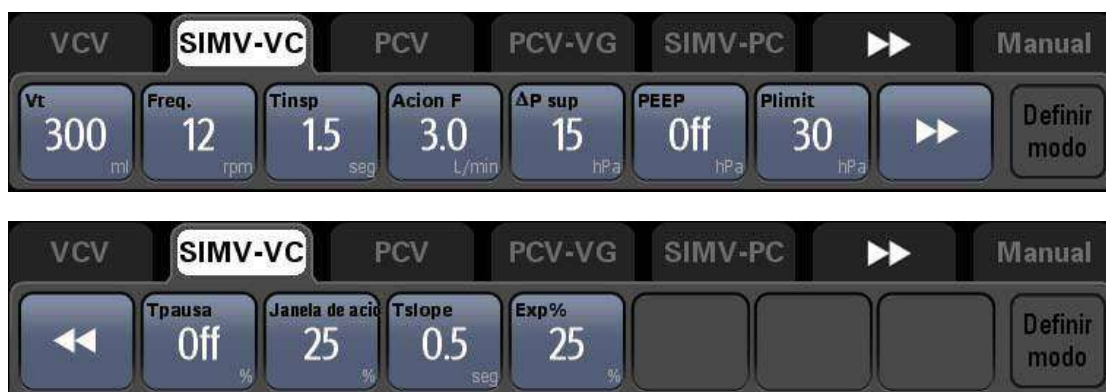 VCV SIMV-VC PCV PCV-VG SIMV-PC Manual
Vt Freq. Tinsp Acion F ΔP sup PEEP Plimit
300 12 1.5 3.0 15 Off 30 Definir
modo
ml rpm seg L/min hPa hPa hPa
VCV SIMV-VC PCV PCV-VG SIMV-PC Manual
Tpausa Janela de acio Tslope Exp%
Off 25 0.5 25 Definir
modo
% % seg %